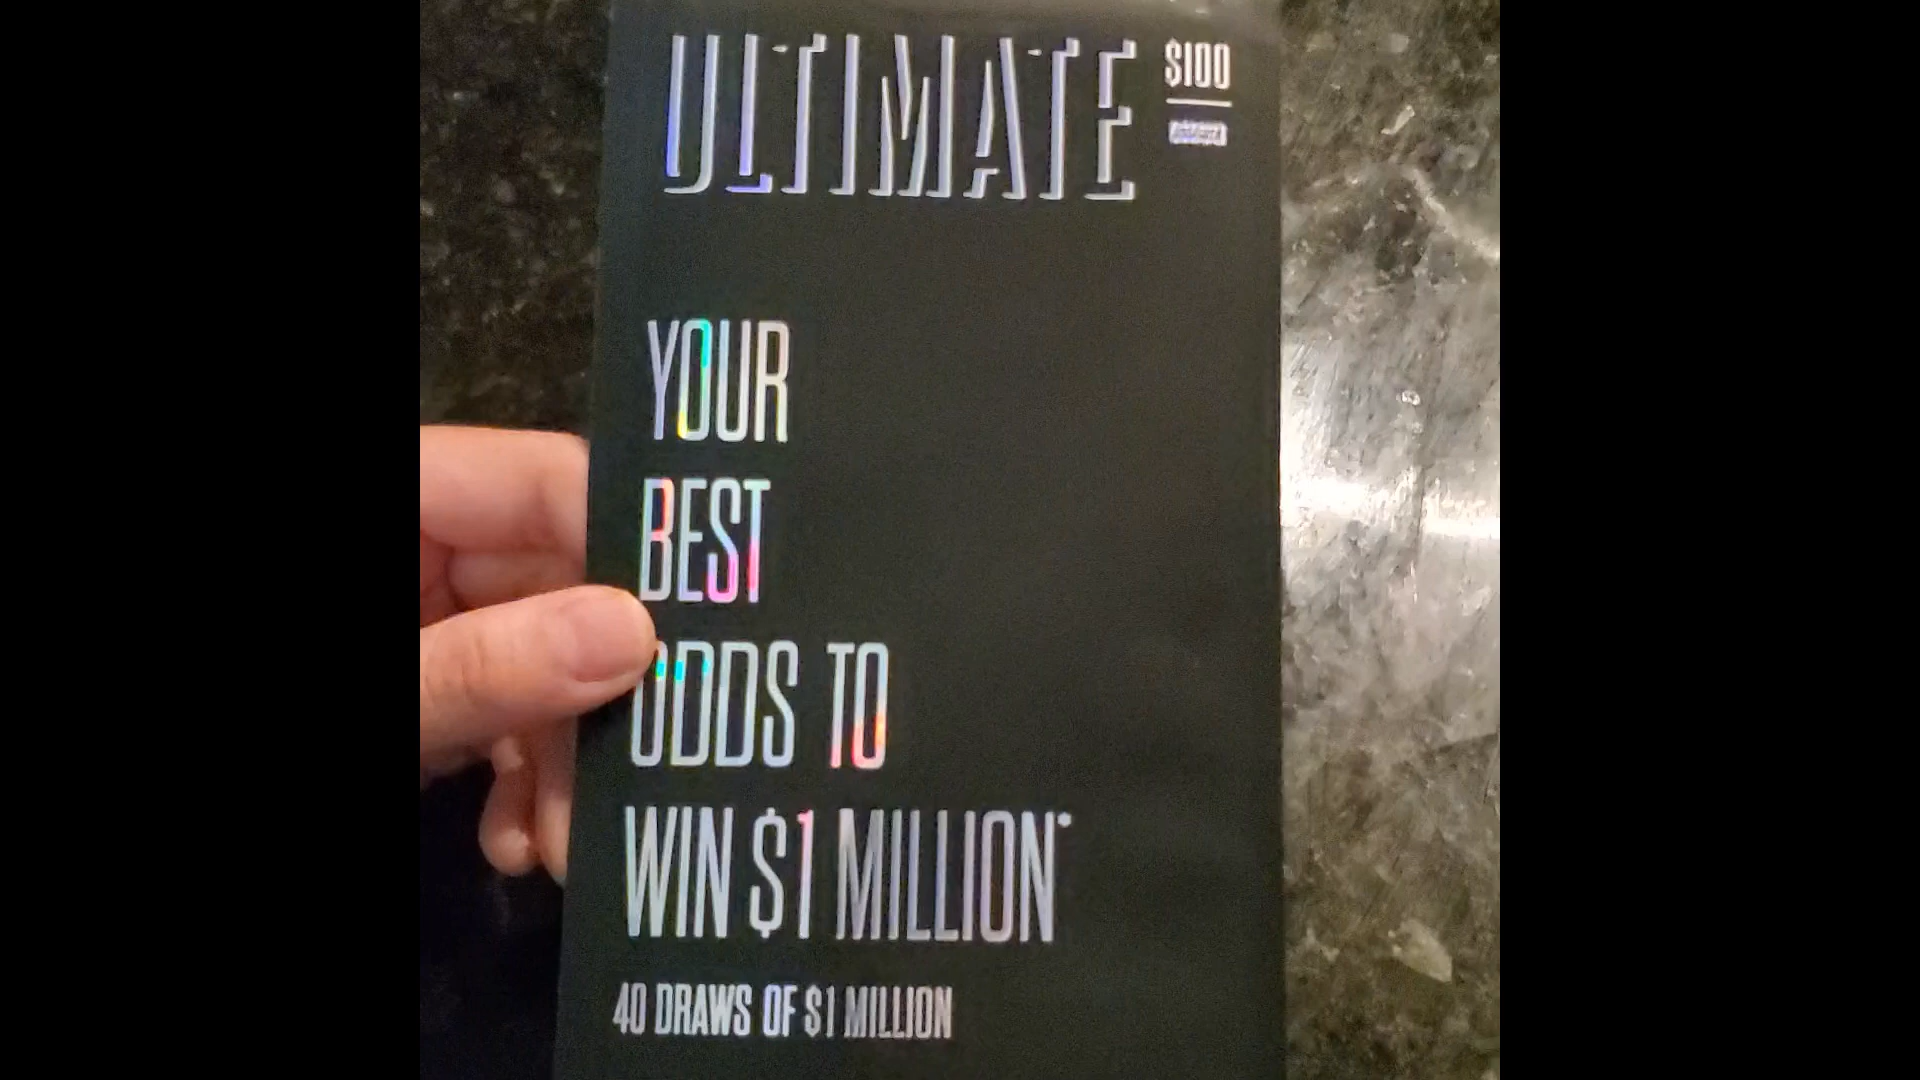 ULTIMATE
$100
YOUR
BEST
ODDS TO
WIN $1 MILLION*
40 DRAWS OF $1 MILLION